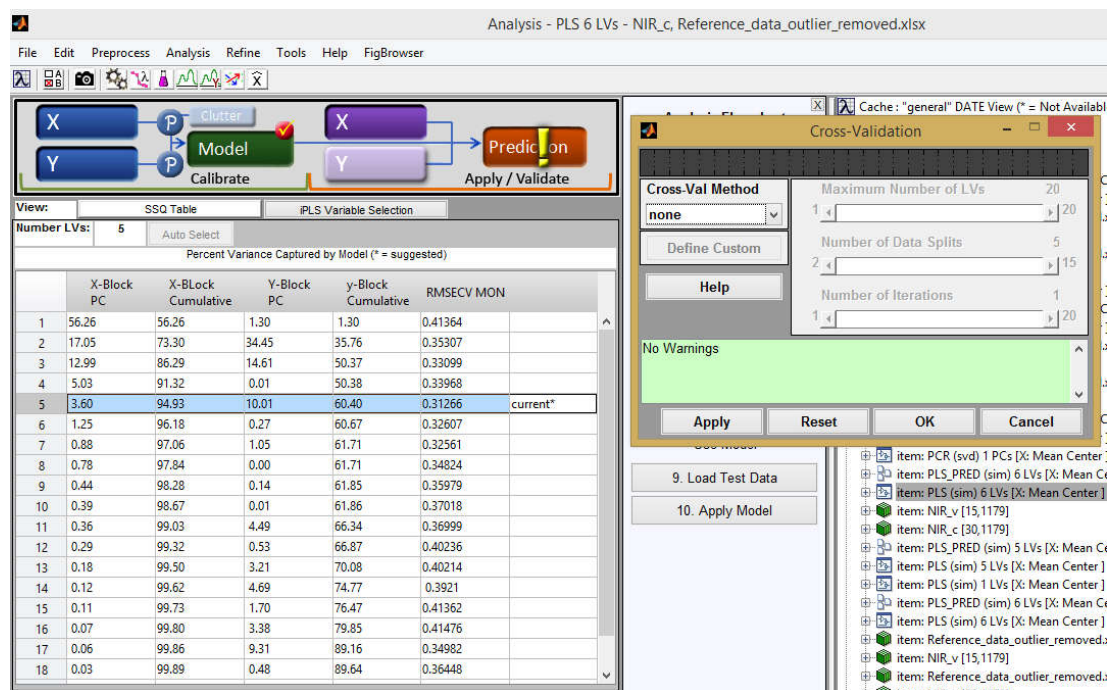 Analysis - PLS 6 LVs - NIR_c, Reference_data_outlier_removed.xlsx
File Edit Preprocess Analysis Refine Tools Help FigBrowser
X
Y
P
P
Clutter
Model
Calibrate
X
Y
Apply / Validate
View: SSQ Table iPLS Variable Selection
Number LVs: 5 Auto Select
Percent Variance Captured by Model (* = suggested)
X-Block PC X-BLock Cumulative Y-Block PC y-Block Cumulative RMSECV MON
1 56.26 56.26 1.30 1.30 0.41364
2 17.05 73.30 34.45 35.76 0.35307
3 12.99 86.29 14.61 50.37 0.33099
4 5.03 91.32 0.01 50.38 0.33968
5 3.60 94.93 10.01 60.40 0.31266 current*
6 1.25 96.18 0.27 60.67 0.32607
7 0.88 97.06 1.05 61.71 0.32561
8 0.78 97.84 0.00 61.71 0.34824
9 0.44 98.28 0.14 61.85 0.35979
10 0.39 98.67 0.01 61.86 0.37018
11 0.36 99.03 4.49 66.34 0.36999
12 0.29 99.32 0.53 66.87 0.40236
13 0.18 99.50 3.21 70.08 0.40214
14 0.12 99.62 4.69 74.77 0.3921
15 0.11 99.73 1.70 76.47 0.41362
16 0.07 99.80 3.38 79.85 0.41476
17 0.06 99.86 9.31 89.16 0.34982
18 0.03 99.89 0.48 89.64 0.36448
9. Load Test Data
10. Apply Model
Cache : "general" DATE View (* = Not Availabl
Cross-Validation
Cross-Val Method
none
Define Custom
Help
Maximum Number of LVs 20
1 20
Number of Data Splits 5
2 15
Number of Iterations 1
1 20
No Warnings
Apply Reset OK Cancel
item: PCR (svd) 1 PCs [X: Mean Center ]
item: PLS_PRED (sim) 6 LVs [X: Mean Ce
item: PLS (sim) 6 LVs [X: Mean Center ]
item: NIR_v [15,1179]
item: NIR_c [30,1179]
item: PLS_PRED (sim) 5 LVs [X: Mean Ce
item: PLS (sim) 5 LVs [X: Mean Center ]
item: PLS (sim) 1 LVs [X: Mean Center ]
item: PLS_PRED (sim) 6 LVs [X: Mean Ce
item: PLS (sim) 6 LVs [X: Mean Center ]
item: Reference_data_outlier_removed.x
item: NIR_v [15,1179]
item: Reference_data_outlier_removed.x